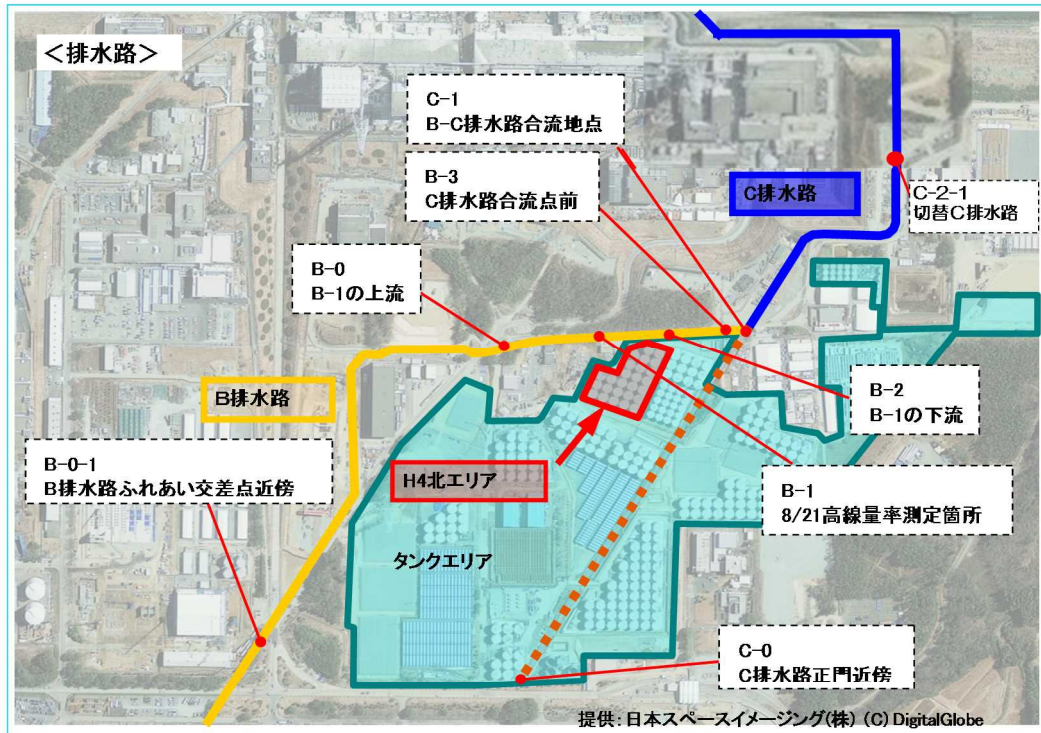 ＜排水路＞
C-1
B-C排水路合流地点
B-3
C排水路合流点前
C排水路
C-2-1
切替C排水路
B-0
B-1の上流
B排水路
B-2
B-1の下流
B-0-1
B排水路ふれあい交差点近傍
H4北エリア
B-1
8/21高線量率測定箇所
タンクエリア
C-0
C排水路正門近傍
提供：日本スペースイメージング(株) (C) DigitalGlobe